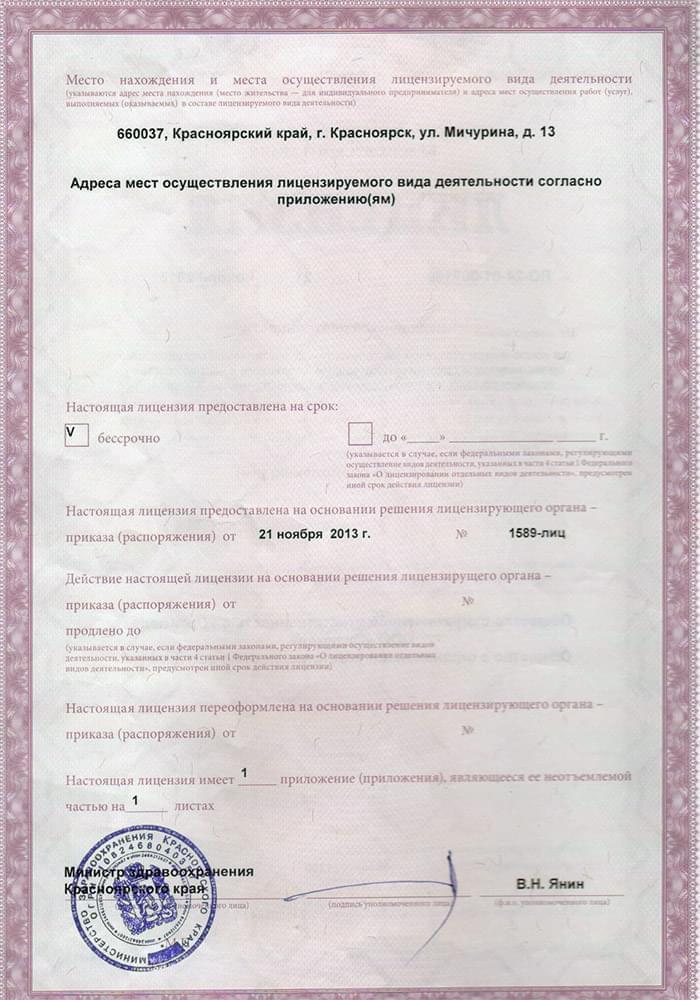 Место нахождения и места осуществления лицензируемого вида деятельности
(указываются адрес места нахождения (место жительства — для индивидуального предпринимателя) и адреса мест осуществления работ (услуг),
выполняемых (оказываемых) в составе лицензируемого вида деятельности)
660037, Красноярский край, г. Красноярск, ул. Мичурина, д. 13
Адреса мест осуществления лицензируемого вида деятельности согласно
приложению(ям)
Настоящая лицензия предоставлена на срок:
V бессрочно
до «_____» _______________ ______ г.
(указывается в случае, если федеральными законами, регулирующими
осуществление видов деятельности, указанных в части 4 статьи 1 Федерального
закона «О лицензировании отдельных видов деятельности», предусмотрен
иной срок действия лицензии)
Настоящая лицензия предоставлена на основании решения лицензирующего органа –
приказа (распоряжения) от 21 ноября 2013 г. № 1589-лиц
Действие настоящей лицензии на основании решения лицензирущего органа –
приказа (распоряжения) от №
продлено до
(указывается в случае, если федеральными законами, регулирующими осуществление видов
деятельности, указанных в части 4 статьи 1 Федерального закона «О лицензировании отдельных
видов деятельности», предусмотрен иной срок действия лицензии)
Настоящая лицензия переоформлена на основании решения лицензирующего органа –
приказа (распоряжения) от №
Настоящая лицензия имеет 1 приложение (приложения), являющееся ее неотъемлемой
частью на 1 листах
Министр здравоохранения
Красноярского края
В.Н. Янин
лица)
(подпись уполномоченного лица)
(ф.и.о. уполномоченного лица)
МИНИСТЕРСТВО ЗДРАВООХРАНЕНИЯ КРАСНОЯРСКОГО КРАЯ